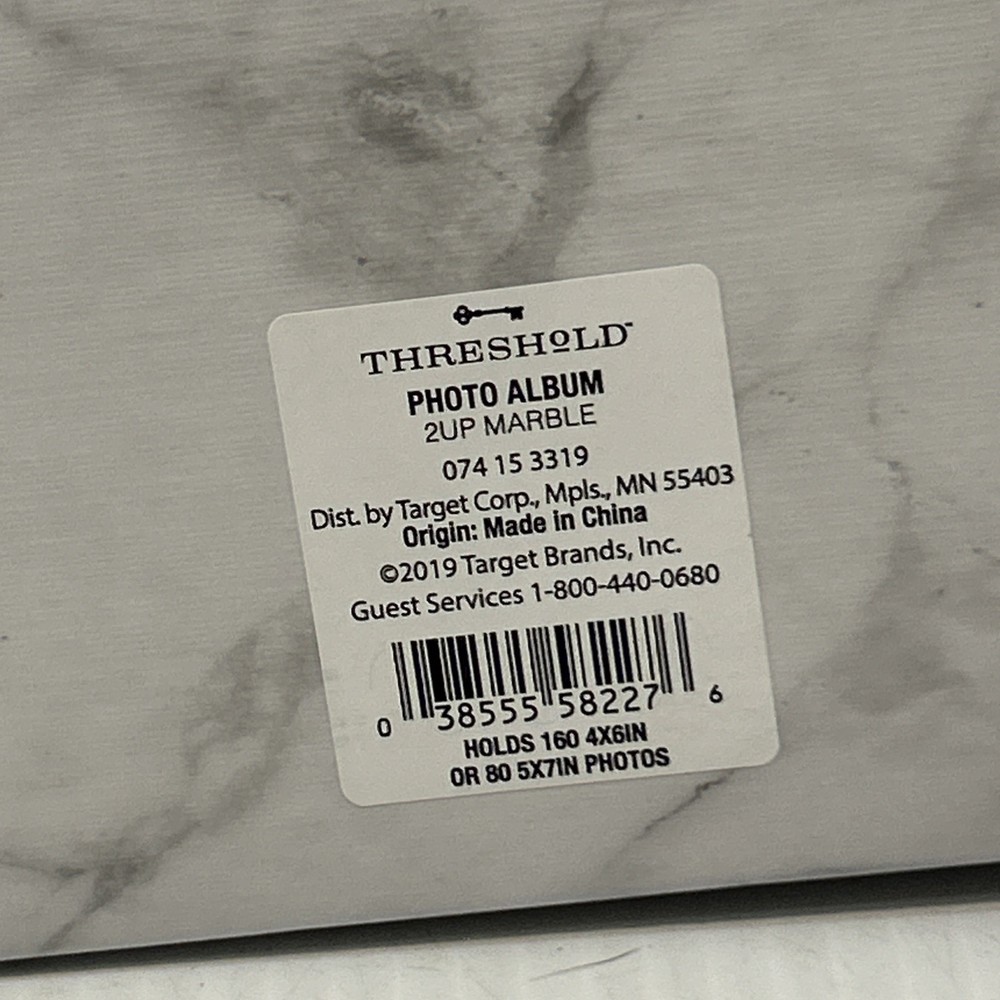 THRESHOLD™
PHOTO ALBUM
2UP MARBLE
074 15 3319
Dist. by Target Corp., Mpls., MN 55403
Origin: Made in China
©2019 Target Brands, Inc.
Guest Services 1-800-440-0680
0 38555 58227 6
HOLDS 160 4X6IN
OR 80 5X7IN PHOTOS